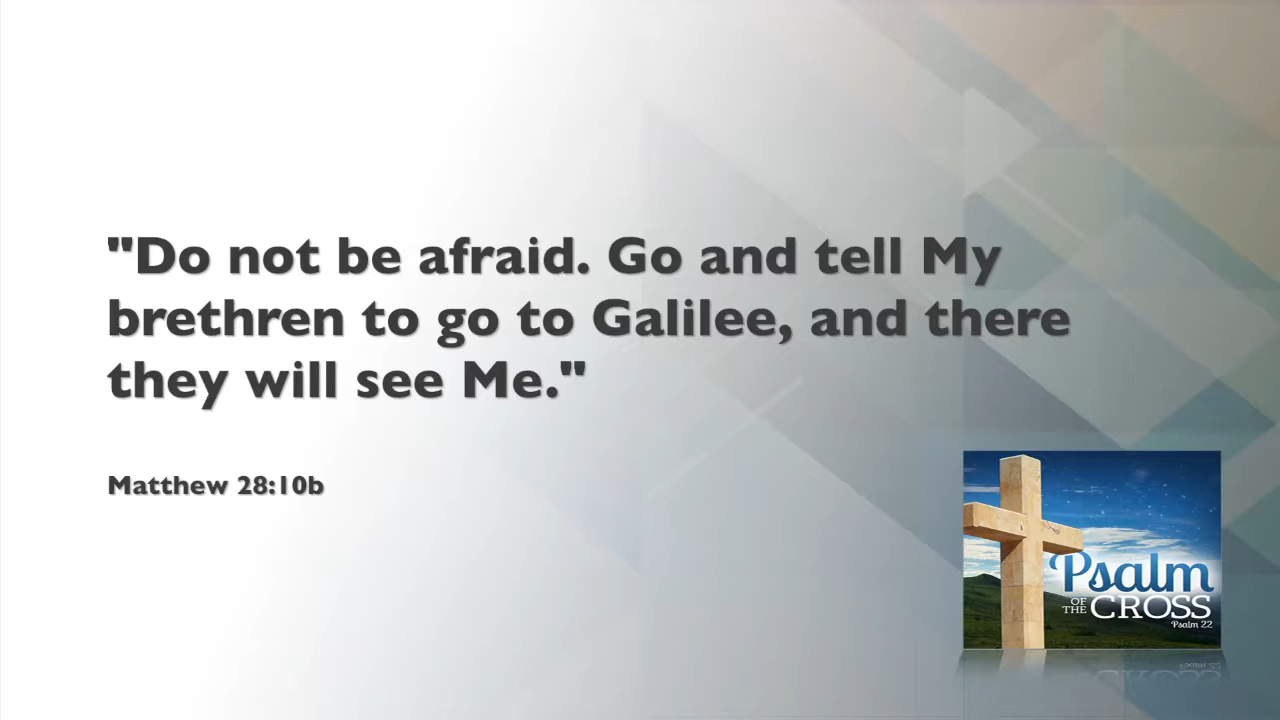 "Do not be afraid. Go and tell My
brethren to go to Galilee, and there
they will see Me."
Matthew 28:10b
Psalm
OF THE CROSS
Psalm 22